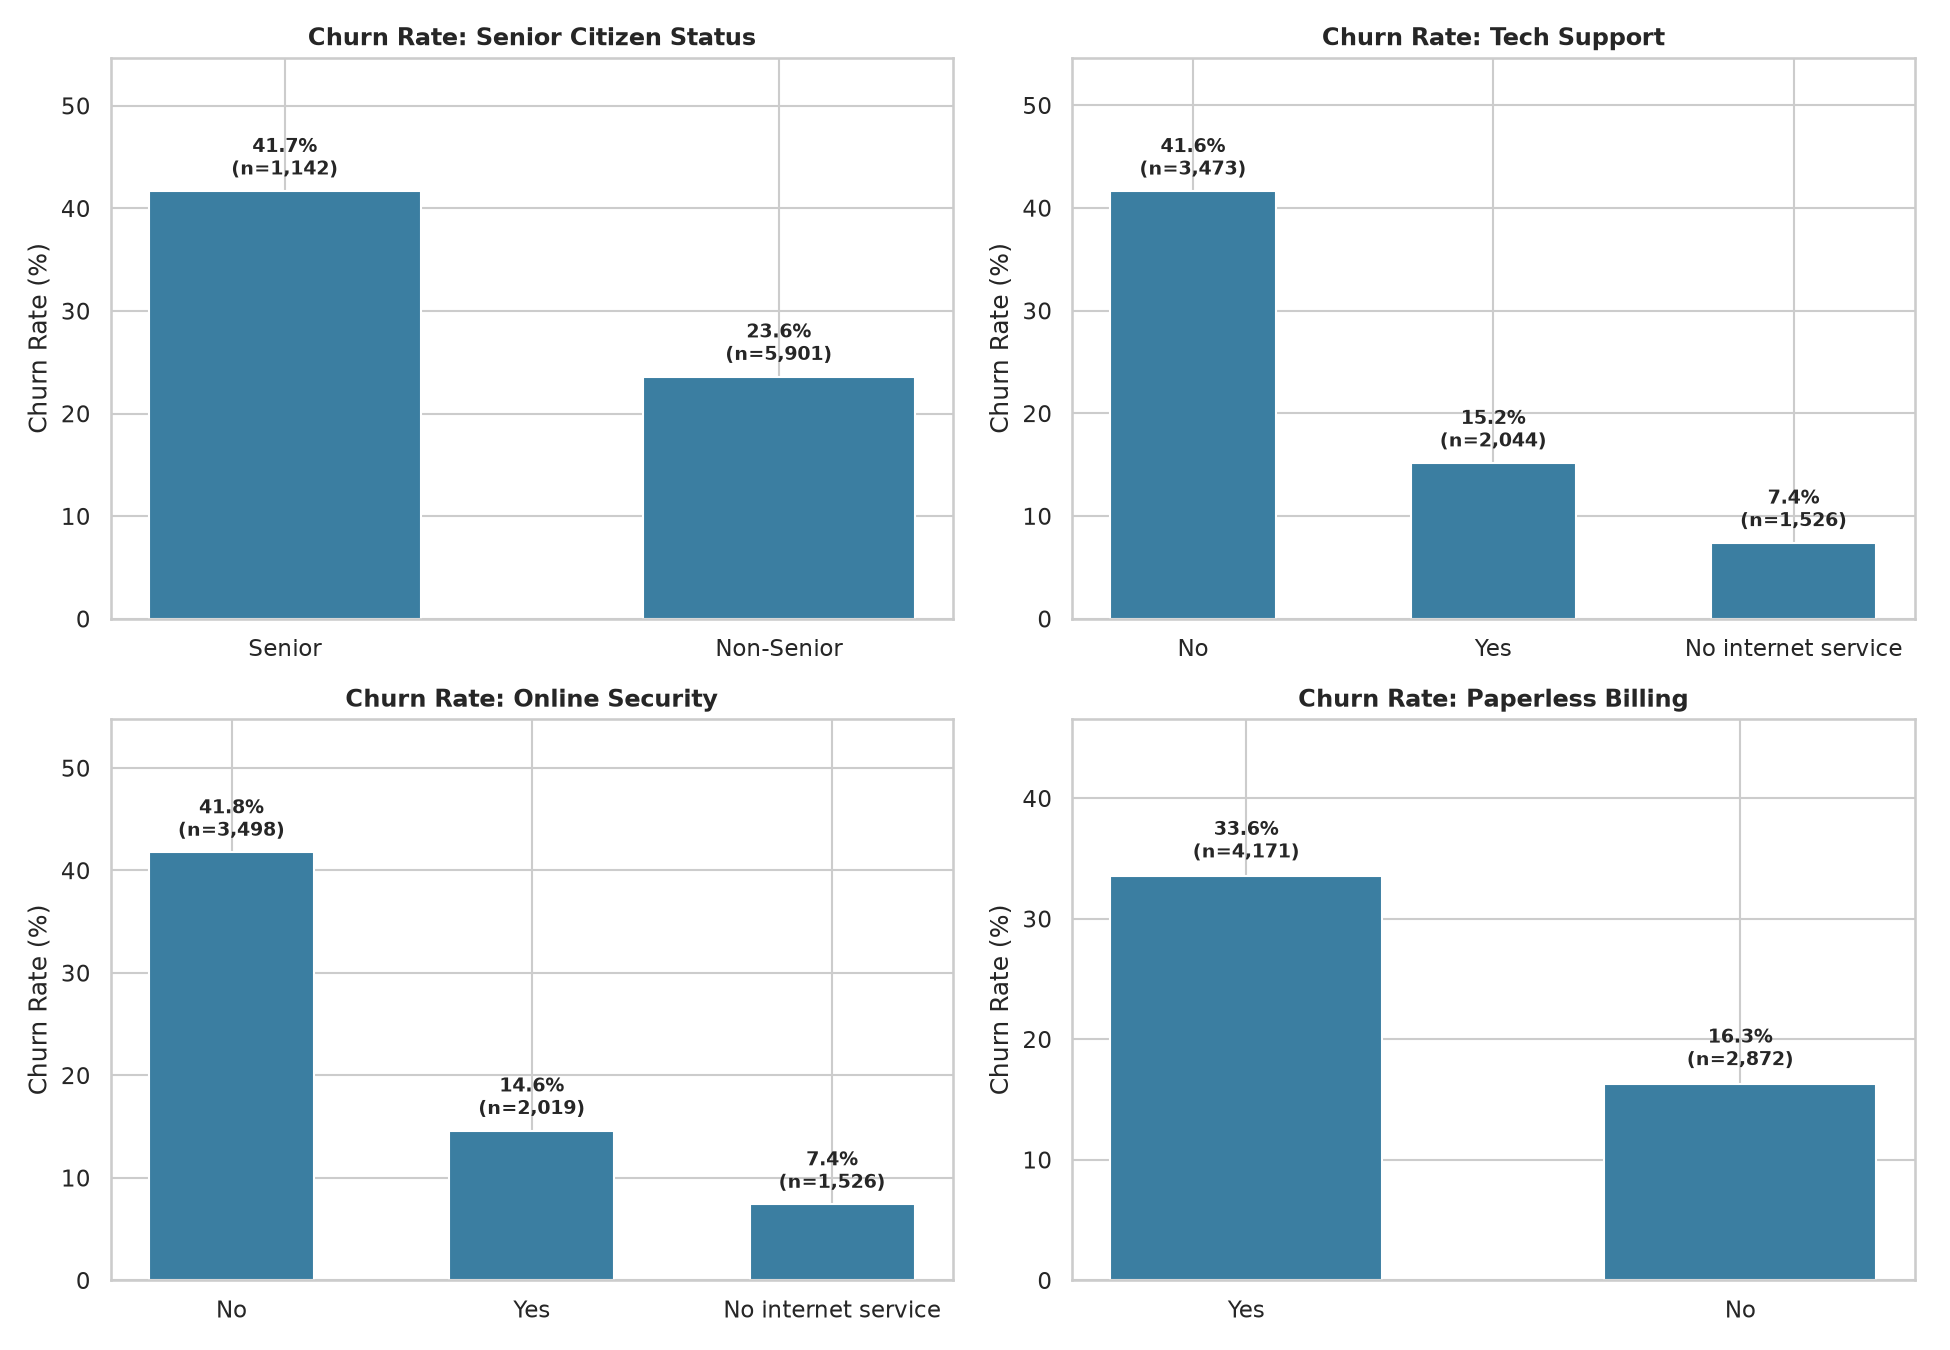 Churn Rate: Senior Citizen Status
Churn Rate (%)
50
40
30
20
10
0
41.7%
(n=1,142)
23.6%
(n=5,901)
Senior
Non-Senior
Churn Rate: Tech Support
Churn Rate (%)
50
40
30
20
10
0
41.6%
(n=3,473)
15.2%
(n=2,044)
7.4%
(n=1,526)
No
Yes
No internet service
Churn Rate: Online Security
Churn Rate (%)
50
40
30
20
10
0
41.8%
(n=3,498)
14.6%
(n=2,019)
7.4%
(n=1,526)
No
Yes
No internet service
Churn Rate: Paperless Billing
Churn Rate (%)
40
30
20
10
0
33.6%
(n=4,171)
16.3%
(n=2,872)
Yes
No